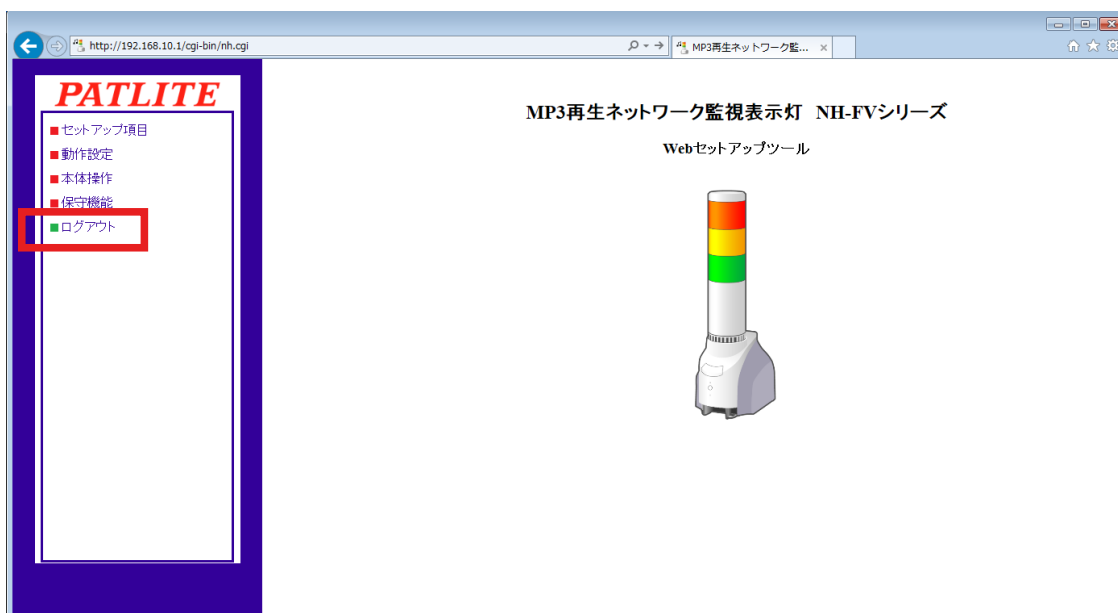 http://192.168.10.1/cgi-bin/nh.cgi
MP3再生ネットワーク監...
PATLITE
セットアップ項目
動作設定
本体操作
保守機能
ログアウト
MP3再生ネットワーク監視表示灯 NH-FVシリーズ
Webセットアップツール